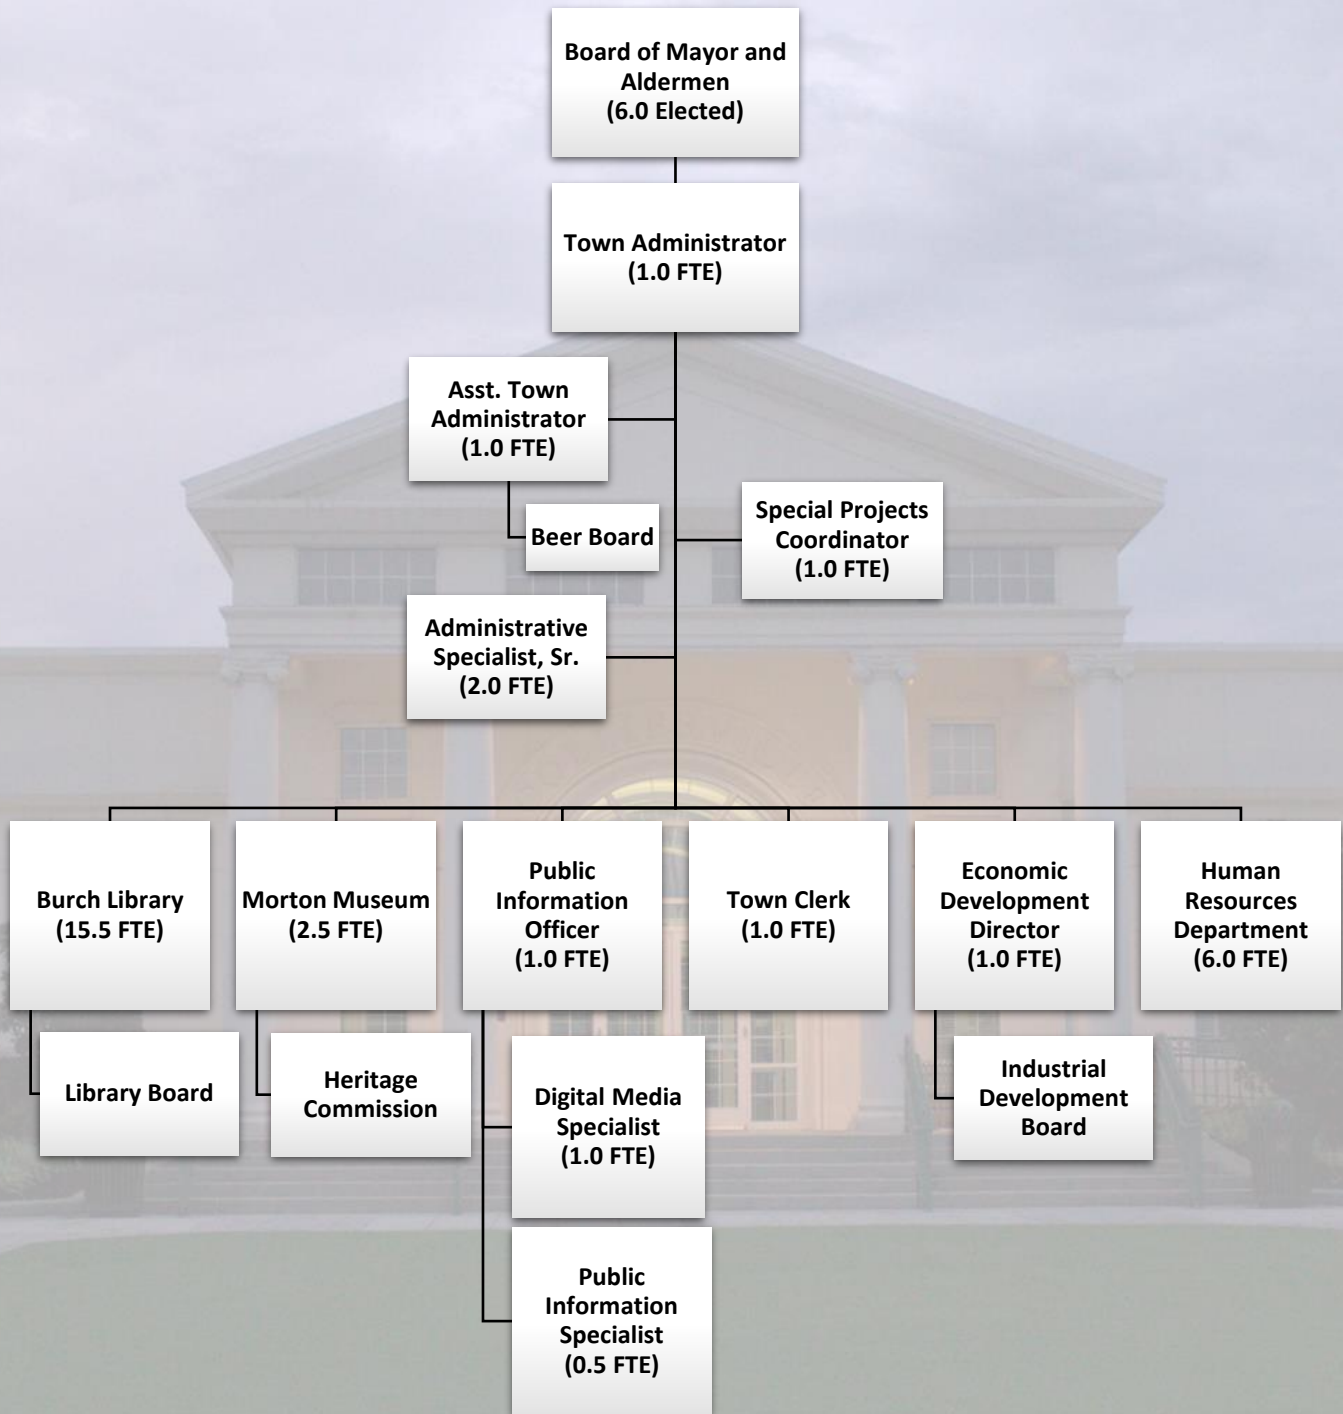 Board of Mayor and
Aldermen
(6.0 Elected)
Town Administrator
(1.0 FTE)
Asst. Town
Administrator
(1.0 FTE)
Beer Board
Special Projects
Coordinator
(1.0 FTE)
Administrative
Specialist, Sr.
(2.0 FTE)
Burch Library
(15.5 FTE)
Morton Museum
(2.5 FTE)
Public
Information
Officer
(1.0 FTE)
Town Clerk
(1.0 FTE)
Economic
Development
Director
(1.0 FTE)
Human
Resources
Department
(6.0 FTE)
Library Board
Heritage
Commission
Digital Media
Specialist
(1.0 FTE)
Industrial
Development
Board
Public
Information
Specialist
(0.5 FTE)